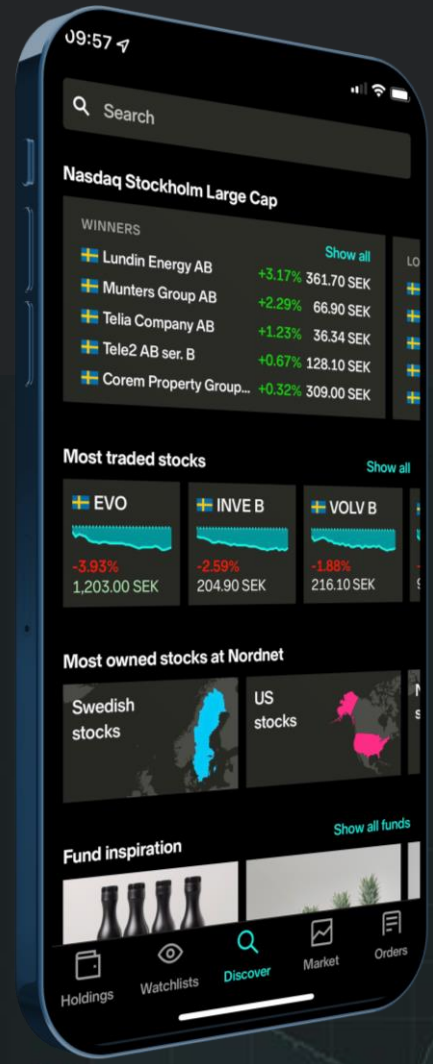 09:57
Search
Nasdaq Stockholm Large Cap
WINNERS
Show all
Lundin Energy AB +3.17% 361.70 SEK
Munters Group AB +2.29% 66.90 SEK
Telia Company AB +1.23% 36.34 SEK
Tele2 AB ser. B +0.67% 128.10 SEK
Corem Property Group... +0.32% 309.00 SEK
LO
Most traded stocks
Show all
EVO
-3.93%
1,203.00 SEK
INVE B
-2.59%
204.90 SEK
VOLV B
-1.88%
216.10 SEK
Most owned stocks at Nordnet
Swedish
stocks
US
stocks
Fund inspiration
Show all funds
Holdings
Watchlists
Discover
Market
Orders